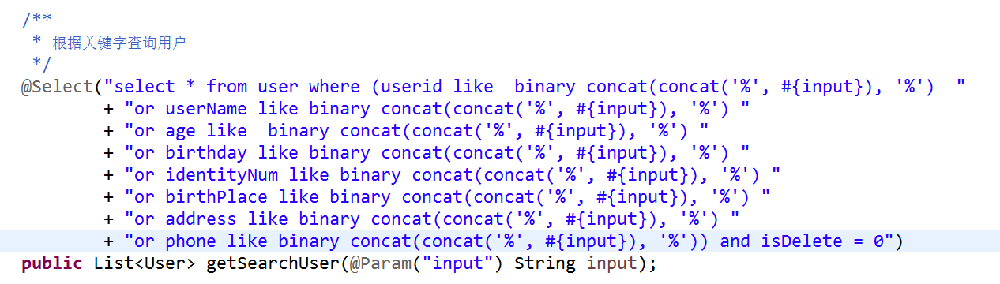 /**
 * 根据关键字查询用户
 */
@Select("select * from user where (userid like  binary concat(concat('%', #{input}), '%')  "
        + "or userName like binary concat(concat('%', #{input}), '%') "
        + "or age like  binary concat(concat('%', #{input}), '%') "
        + "or birthday like binary concat(concat('%', #{input}), '%') "
        + "or identityNum like binary concat(concat('%', #{input}), '%') "
        + "or birthPlace like binary concat(concat('%', #{input}), '%') "
        + "or address like binary concat(concat('%', #{input}), '%') "
        + "or phone like binary concat(concat('%', #{input}), '%')) and isDelete = 0")
public List<User> getSearchUser(@Param("input") String input);